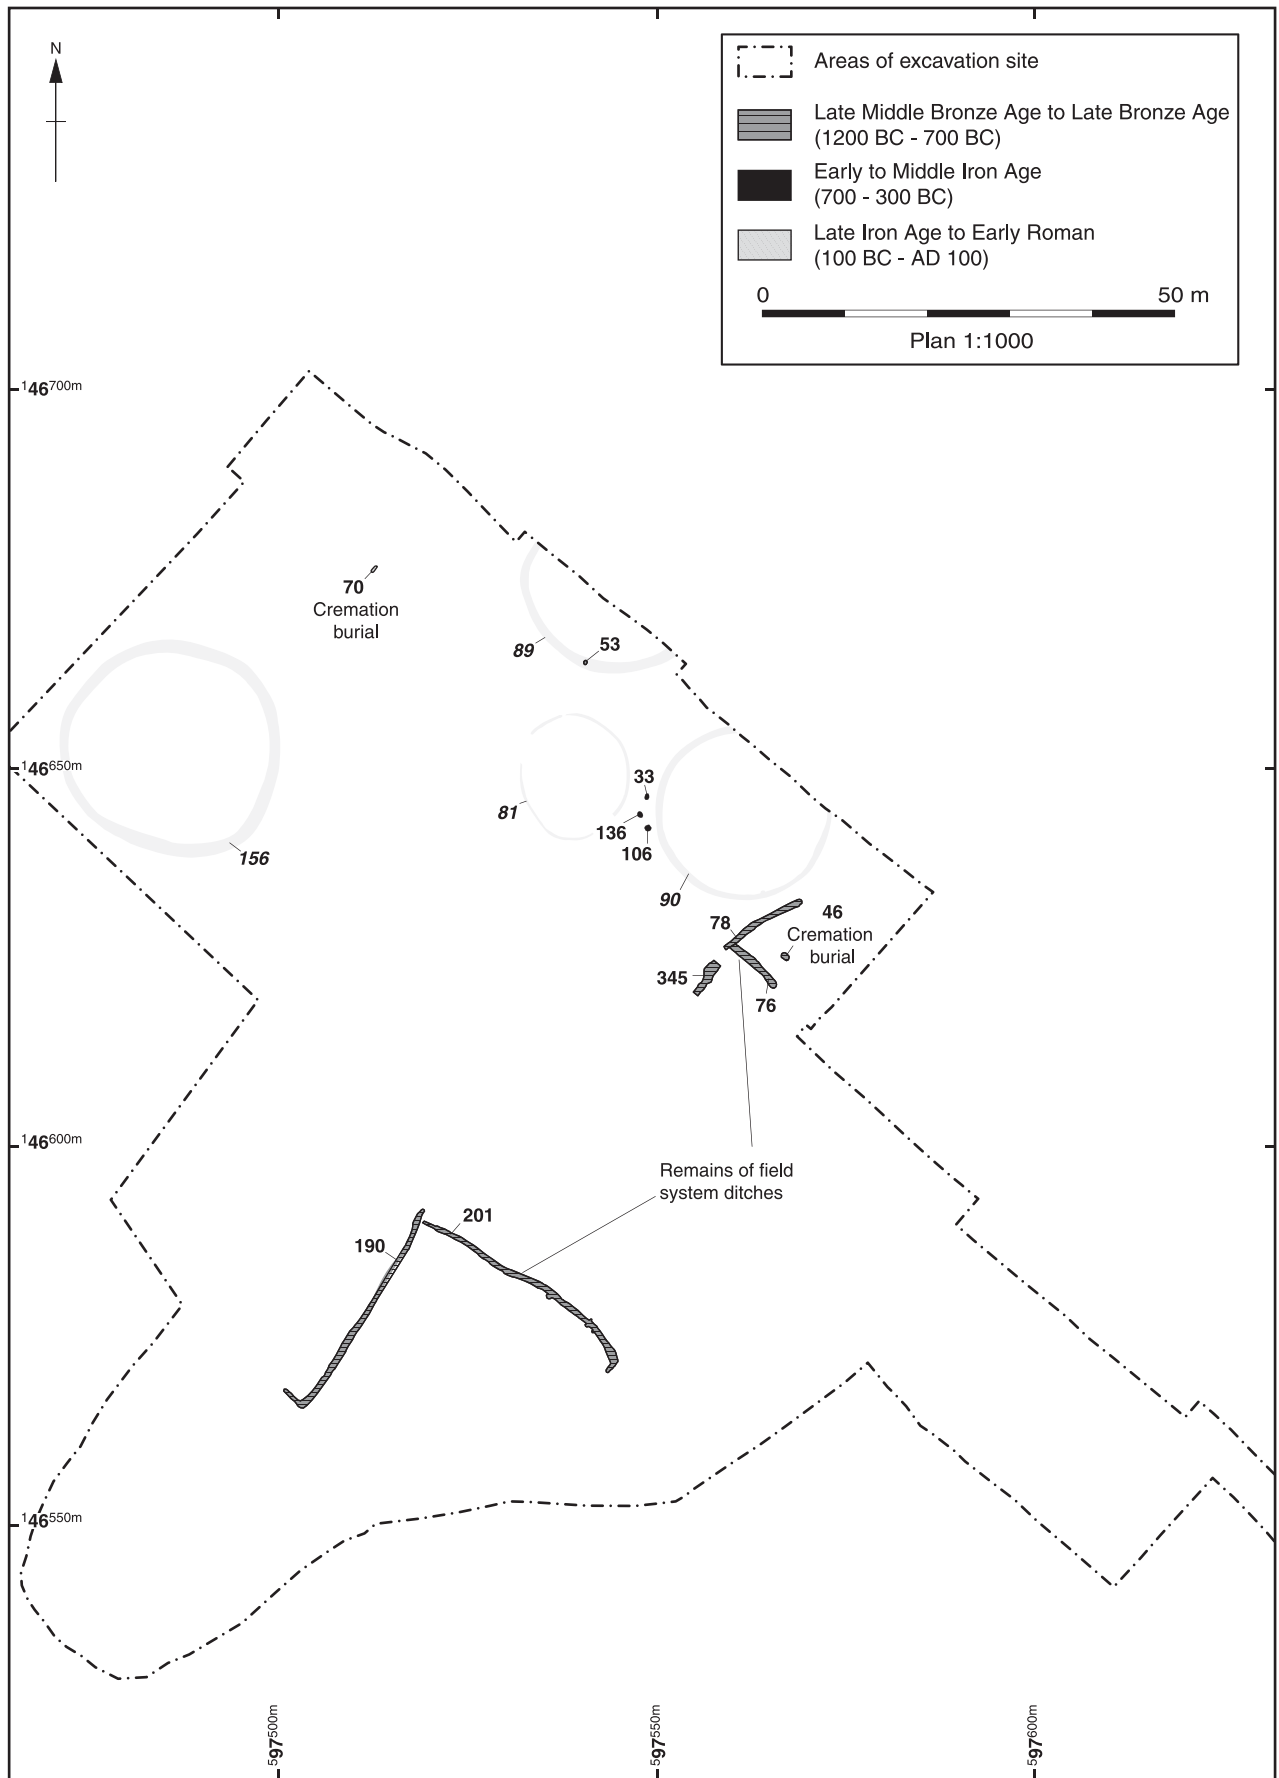 N
Areas of excavation site
Late Middle Bronze Age to Late Bronze Age
(1200 BC - 700 BC)
Early to Middle Iron Age
(700 - 300 BC)
Late Iron Age to Early Roman
(100 BC - AD 100)
0
50 m
Plan 1:1000
146700m
70
Cremation
burial
89
53
146650m
33
81
136
106
156
90
78
46
Cremation
burial
345
76
146600m
Remains of field
system ditches
201
190
146550m
597500m
597550m
597600m